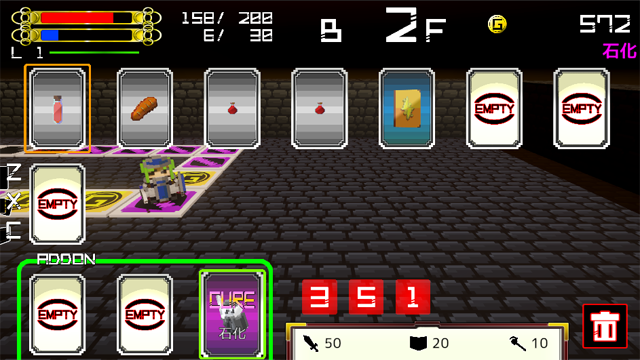 158/ 200
6/ 30
L 1
B 2F
G
572
石化
EMPTY
EMPTY
Z
X
C
EMPTY
G
G
ADDON
EMPTY
EMPTY
CURE
石化
3 5 1
50
20
10